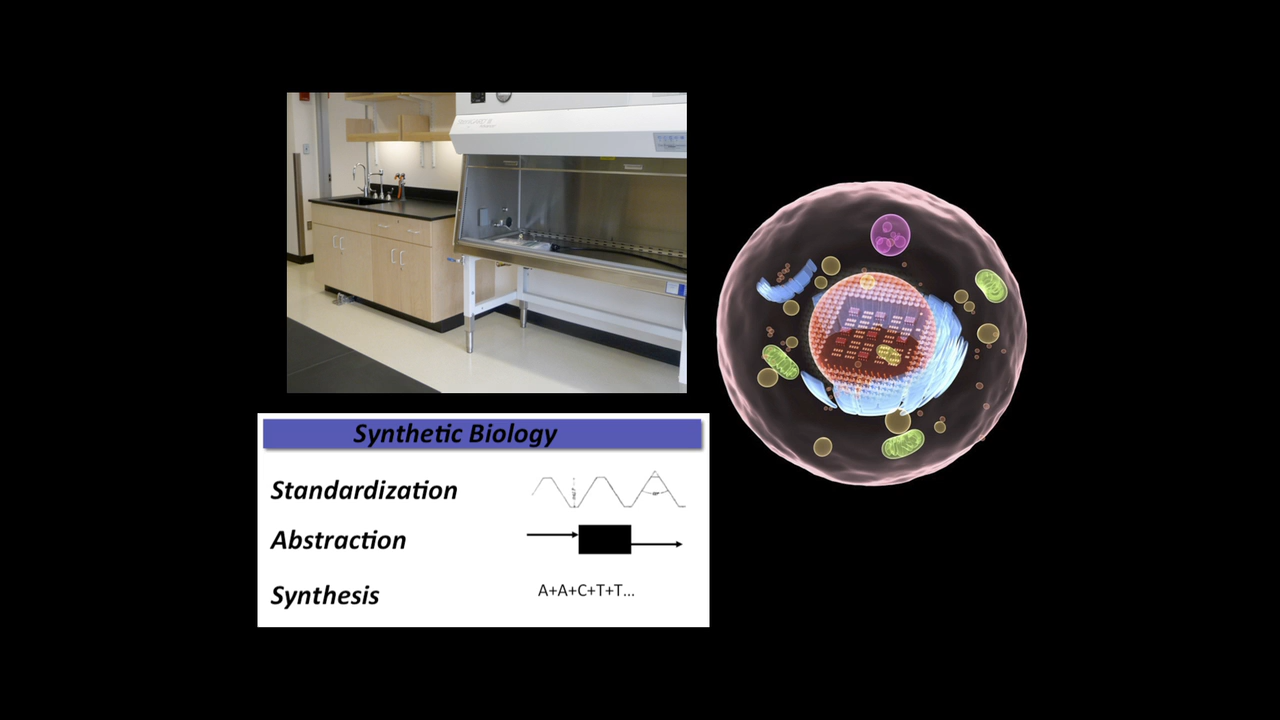 Synthetic Biology
Standardization
Abstraction
Synthesis
A+A+C+T+T...